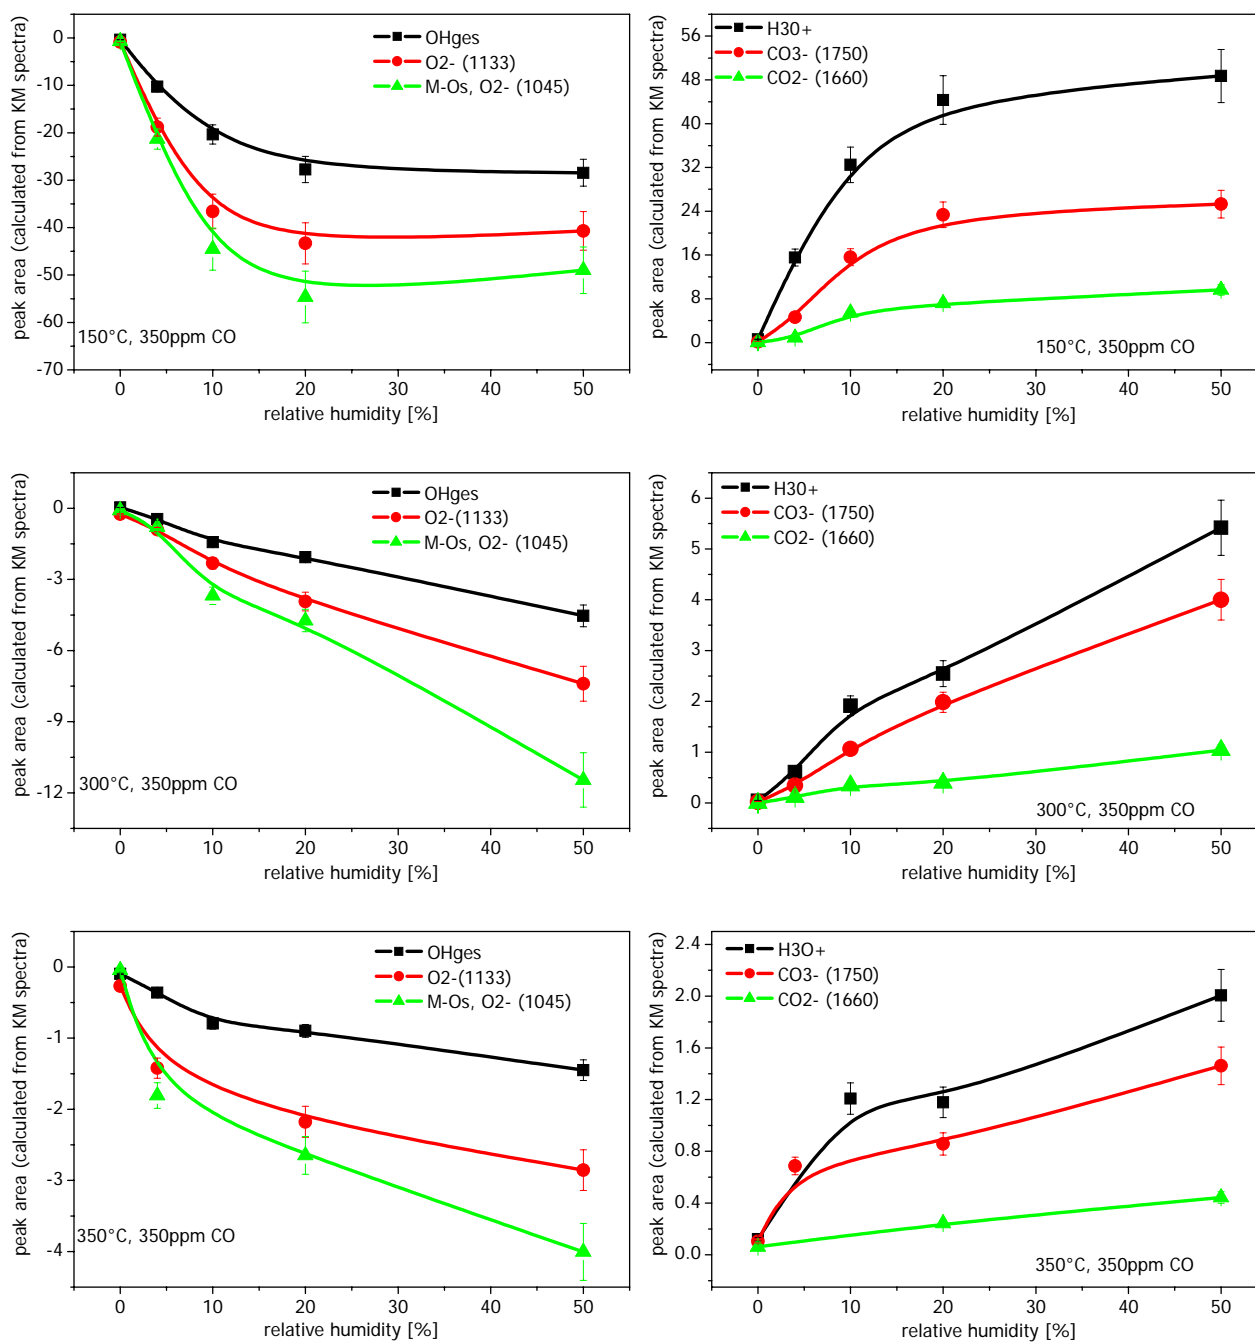 peak area (calculated from KM spectra)
0
-10
-20
-30
-40
-50
-60
-70
OHges
O2- (1133)
M-Os, O2- (1045)
150°C, 350ppm CO
0 10 20 30 40 50
relative humidity [%]
peak area (calculated from KM spectra)
56
48
40
32
24
16
8
0
H30+
CO3- (1750)
CO2- (1660)
150°C, 350ppm CO
0 10 20 30 40 50
relative humidity [%]
peak area (calculated from KM spectra)
0
-3
-6
-9
-12
OHges
O2-(1133)
M-Os, O2- (1045)
300°C, 350ppm CO
0 10 20 30 40 50
relative humidity [%]
peak area (calculated from KM spectra)
6
5
4
3
2
1
0
H30+
CO3- (1750)
CO2- (1660)
300°C, 350ppm CO
0 10 20 30 40 50
relative humidity [%]
peak area (calculated from KM spectra)
0
-1
-2
-3
-4
OHges
O2-(1133)
M-Os, O2- (1045)
350°C, 350ppm CO
0 10 20 30 40 50
relative humidity [%]
peak area (calculated from KM spectra)
2.4
2.0
1.6
1.2
0.8
0.4
0.0
H3O+
CO3- (1750)
CO2- (1660)
350°C, 350ppm CO
0 10 20 30 40 50
relative humidity [%]